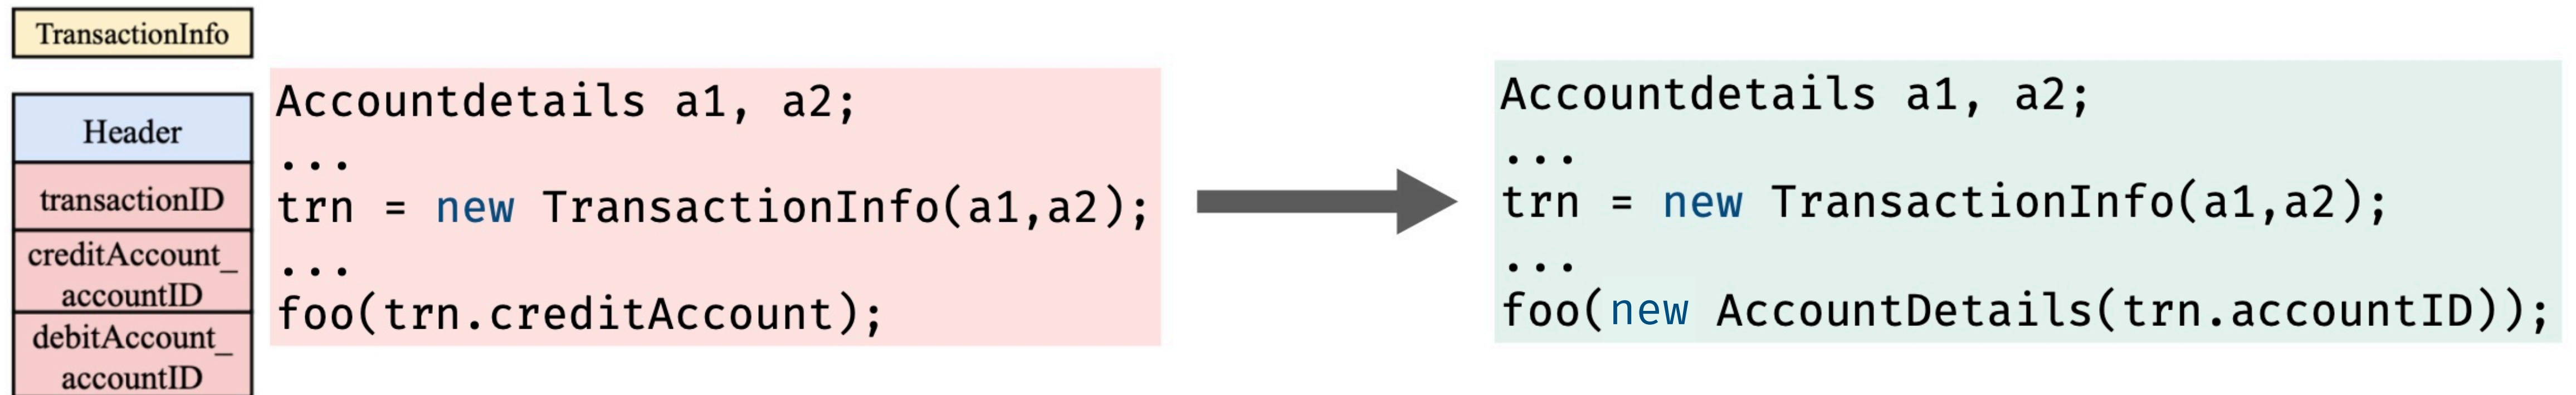 TransactionInfo
Header
transactionID
creditAccount_
accountID
debitAccount_
accountID
Accountdetails a1, a2;
...
trn = new TransactionInfo(a1,a2);
...
foo(trn.creditAccount);
Accountdetails a1, a2;
...
trn = new TransactionInfo(a1,a2);
...
foo(new AccountDetails(trn.accountID));